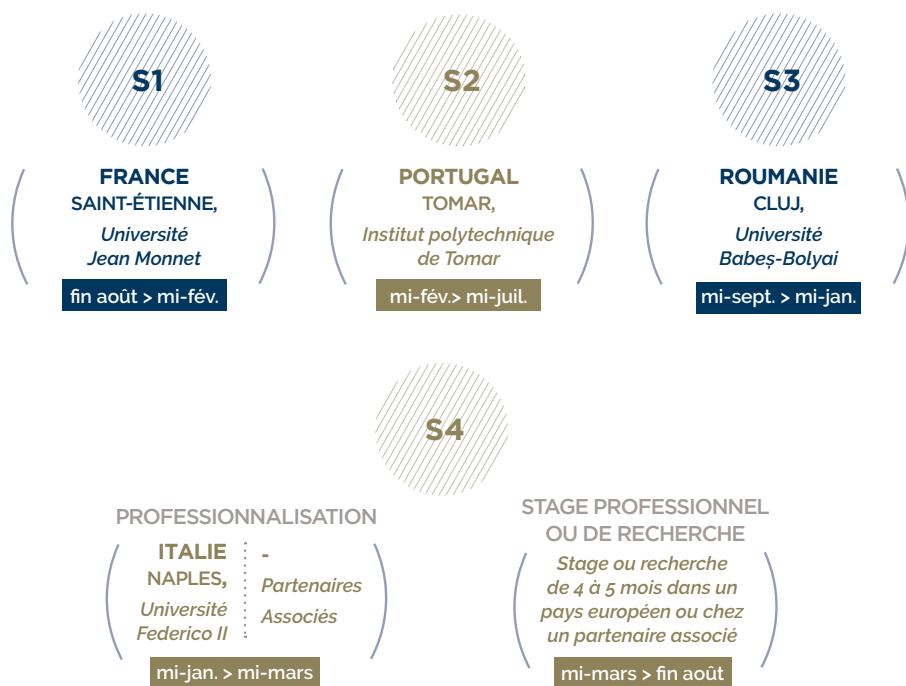 S1
FRANCE
SAINT-ÉTIENNE,
Université
Jean Monnet
fin août > mi-fév.
S2
PORTUGAL
TOMAR,
Institut polytechnique
de Tomar
mi-fév.> mi-juil.
S3
ROUMANIE
CLUJ,
Université
Babeș-Bolyai
mi-sept. > mi-jan.
S4
PROFESSIONNALISATION
ITALIE
NAPLES,
Université
Federico II
-
Partenaires
Associés
mi-jan. > mi-mars
STAGE PROFESSIONNEL
OU DE RECHERCHE
Stage ou recherche
de 4 à 5 mois dans un
pays européen ou chez
un partenaire associé
mi-mars > fin août